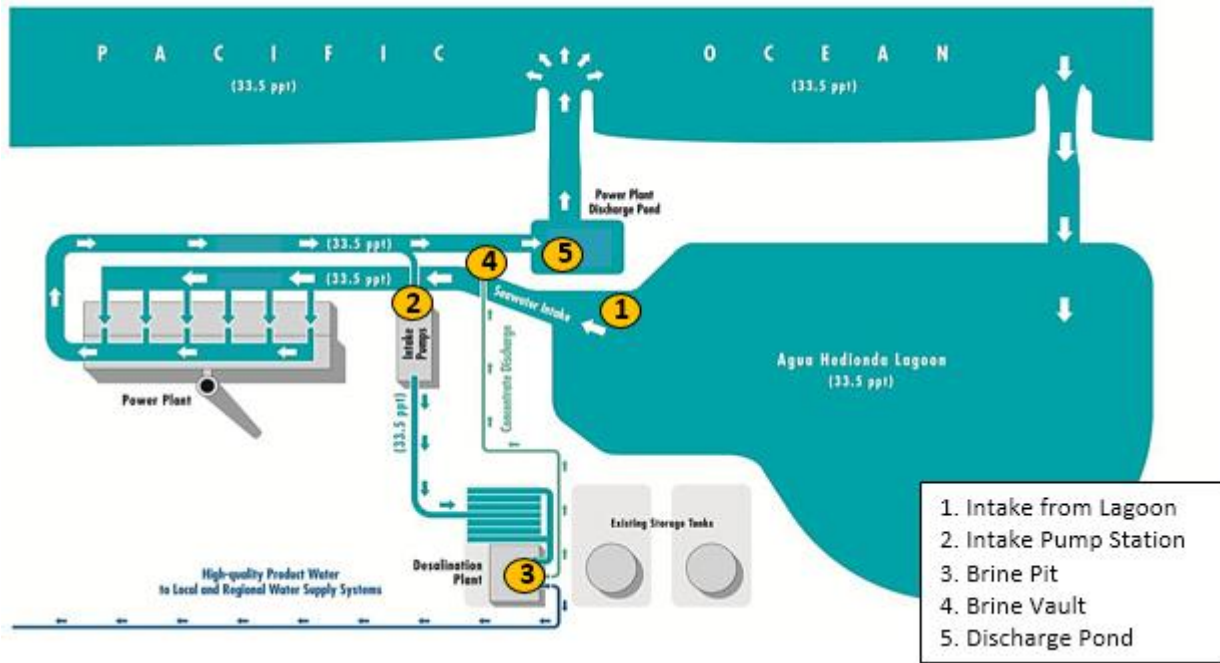 PACIFIC OCEAN
(33.5 ppt) (33.5 ppt)
Power Plant
Discharge Pond
(33.5 ppt)
4
5
(33.5 ppt)
2
Seawater Intake
1
Intake
Pumps
Concentrate Discharge
Agua Hedionda Lagoon
(33.5 ppt)
Power Plant
(33.5 ppt)
Existing Storage Tanks
Desalination
Plant
3
High-quality Product Water
to Local and Regional Water Supply Systems
1. Intake from Lagoon
2. Intake Pump Station
3. Brine Pit
4. Brine Vault
5. Discharge Pond